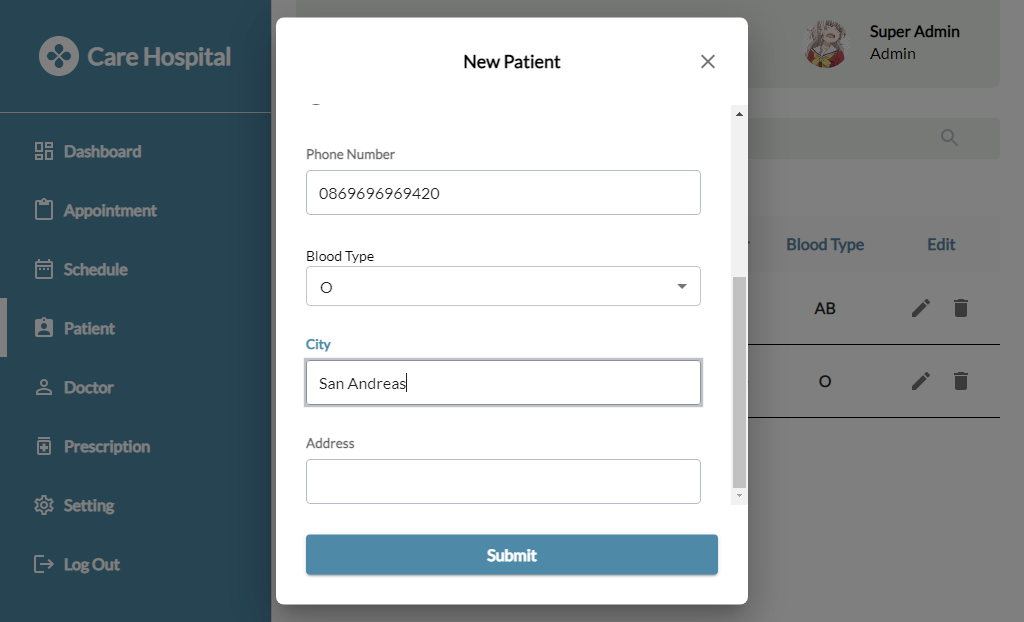 Care Hospital
Dashboard
Appointment
Schedule
Patient
Doctor
Prescription
Setting
Log Out
New Patient
Phone Number
0869696969420
Blood Type
O
City
San Andreas
Address
Submit
Super Admin
Admin
Blood Type
Edit
AB
O